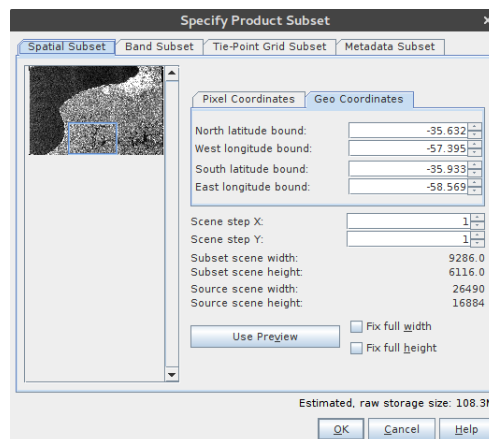 Specify Product Subset
Spatial Subset Band Subset Tie-Point Grid Subset Metadata Subset
Pixel Coordinates Geo Coordinates
North latitude bound: -35.632
West longitude bound: -57.395
South latitude bound: -35.933
East longitude bound: -58.569
Scene step X: 1
Scene step Y: 1
Subset scene width: 9286.0
Subset scene height: 6116.0
Source scene width: 26490
Source scene height: 16884
Use Preview
Fix full width
Fix full height
Estimated, raw storage size: 108.3
OK Cancel Help